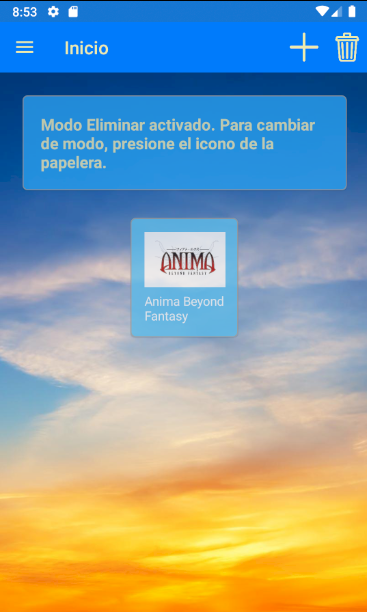 8:53
Inicio
Modo Eliminar activado. Para cambiar
de modo, presione el icono de la
papelera.
ANIMA
BEYOND FANTASY
Anima Beyond
Fantasy